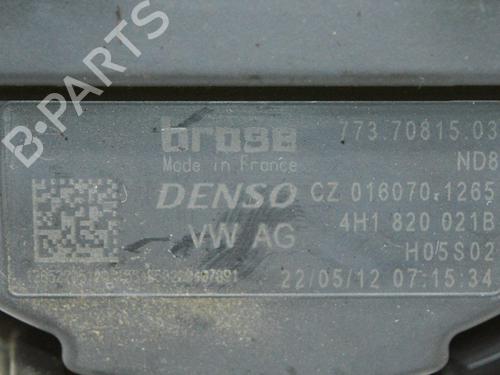 B-PARTS
brose 773.70815.03
Made in France ND8
DENSO CZ 016070.1265
VW AG 4H1 820 021B
H05S02
22/05/12 07:15:34